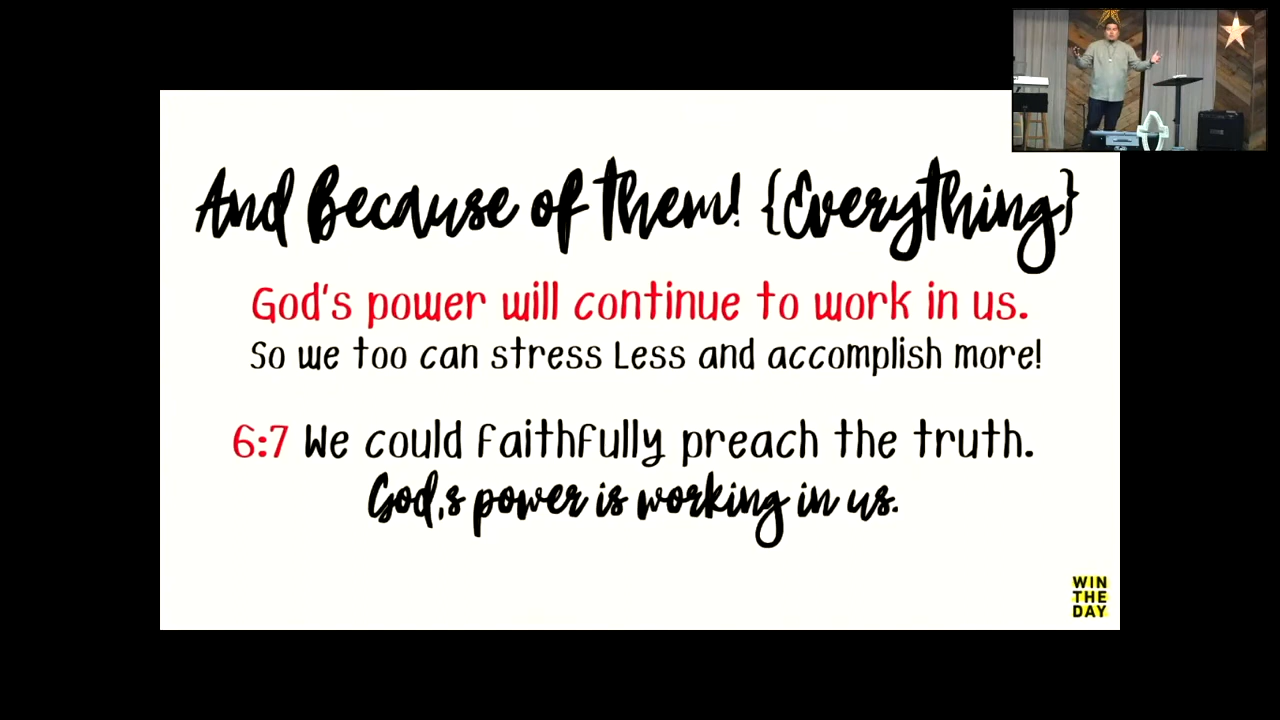 And Because of them! {Everything}
God's power will continue to work in us.
So we too can stress Less and accomplish more!
6:7 We could faithfully preach the truth.
God,s power is working in us.
WIN
THE
DAY